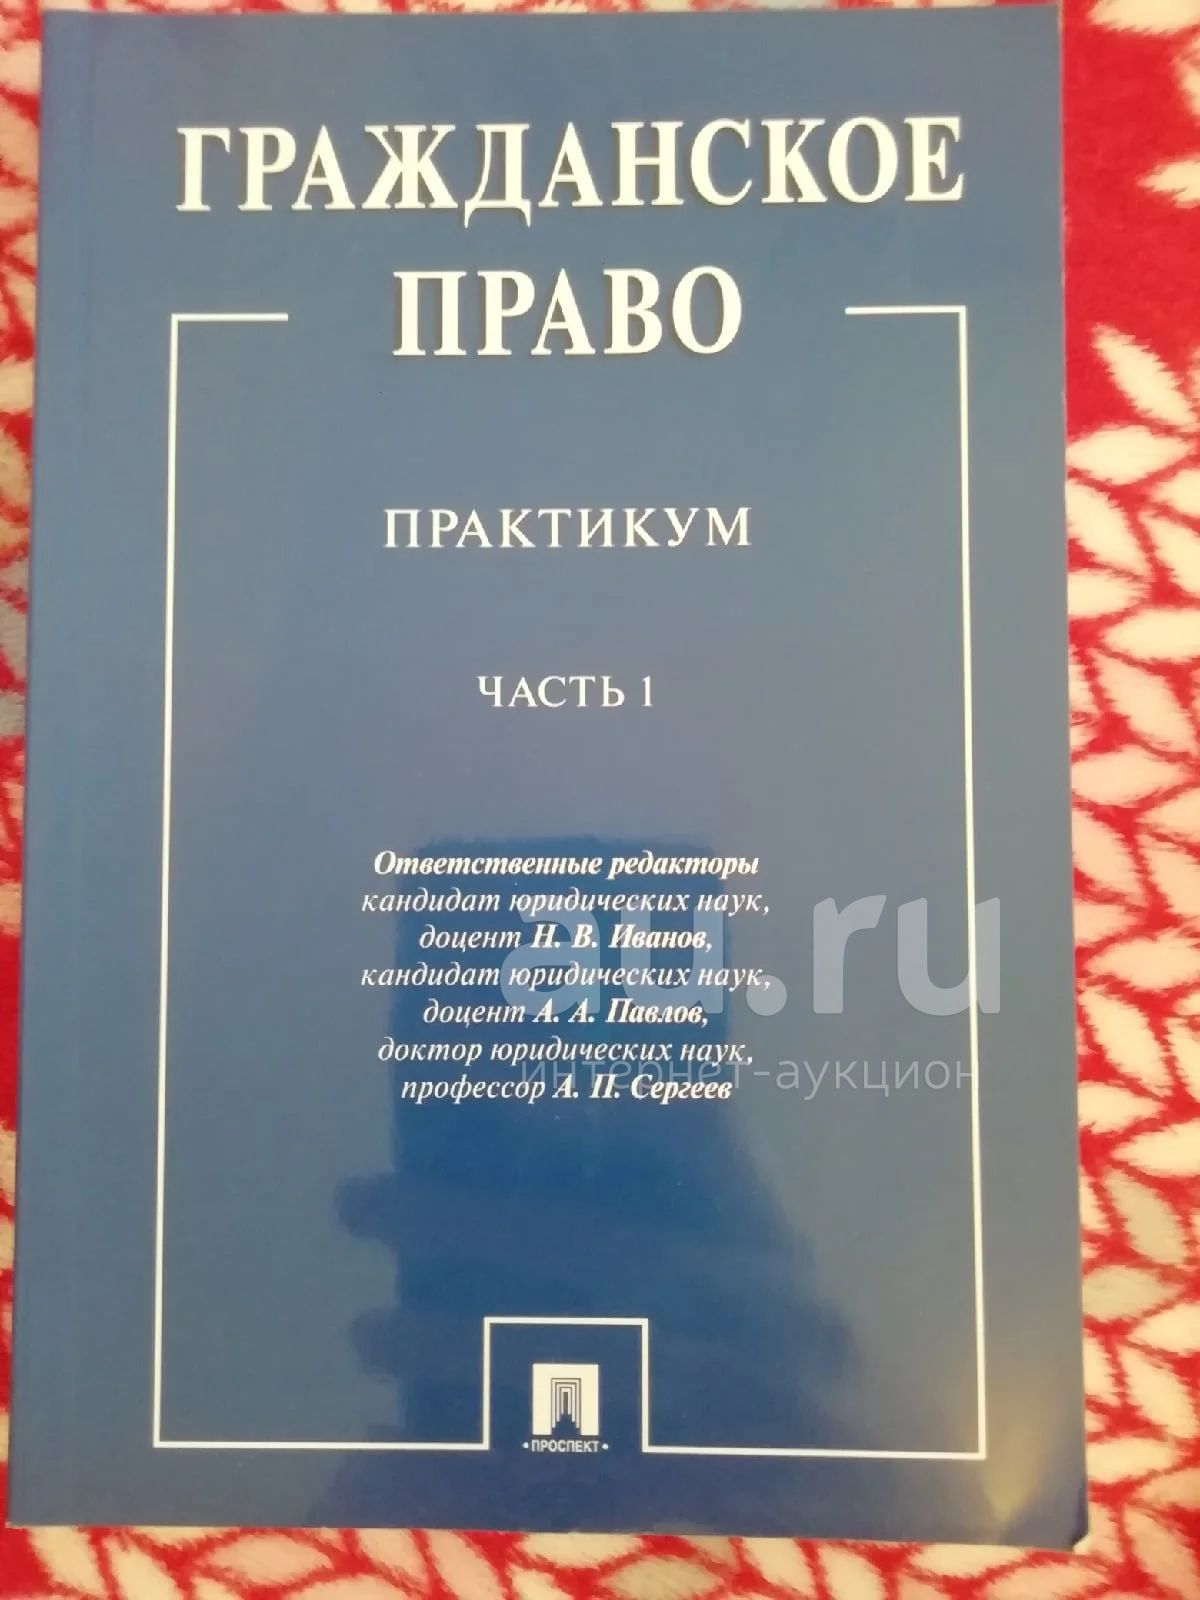 ГРАЖДАНСКОЕ
ПРАВО
ПРАКТИКУМ
ЧАСТЬ 1
Ответственные редакторы
кандидат юридических наук,
доцент Н. В. Иванов,
кандидат юридических наук,
доцент А. А. Павлов,
доктор юридических наук,
профессор А. П. Сергеев
au.ru
интернет-аукцион
• ПРОСПЕКТ •